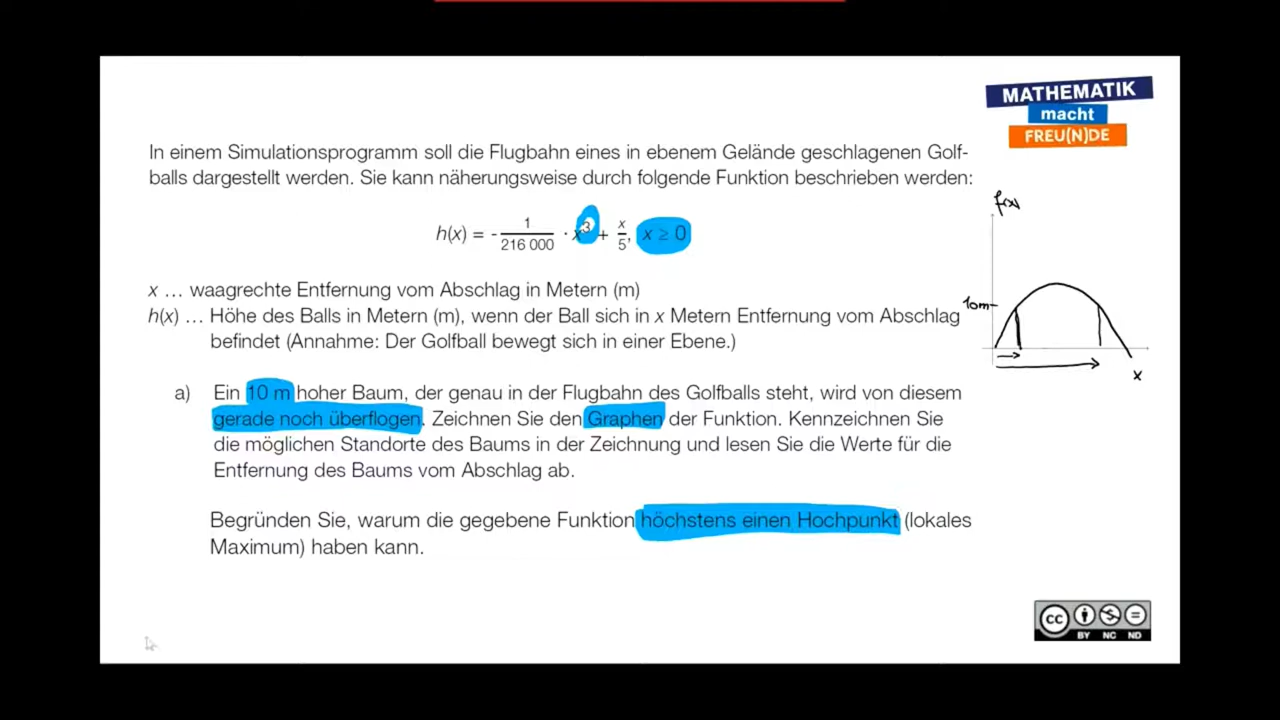 MATHEMATIK
macht
FREU(N)DE
In einem Simulationsprogramm soll die Flugbahn eines in ebenem Gelände geschlagenen Golf-
balls dargestellt werden. Sie kann näherungsweise durch folgende Funktion beschrieben werden:
h(x) = - 1/216 000 · x³ + x/5, x ≥ 0
x … waagrechte Entfernung vom Abschlag in Metern (m)
h(x) … Höhe des Balls in Metern (m), wenn der Ball sich in x Metern Entfernung vom Abschlag
befindet (Annahme: Der Golfball bewegt sich in einer Ebene.)
f(x)
10m
x
a) Ein 10 m hoher Baum, der genau in der Flugbahn des Golfballs steht, wird von diesem
gerade noch überflogen. Zeichnen Sie den Graphen der Funktion. Kennzeichnen Sie
die möglichen Standorte des Baums in der Zeichnung und lesen Sie die Werte für die
Entfernung des Baums vom Abschlag ab.
Begründen Sie, warum die gegebene Funktion höchstens einen Hochpunkt (lokales
Maximum) haben kann.
cc BY NC ND